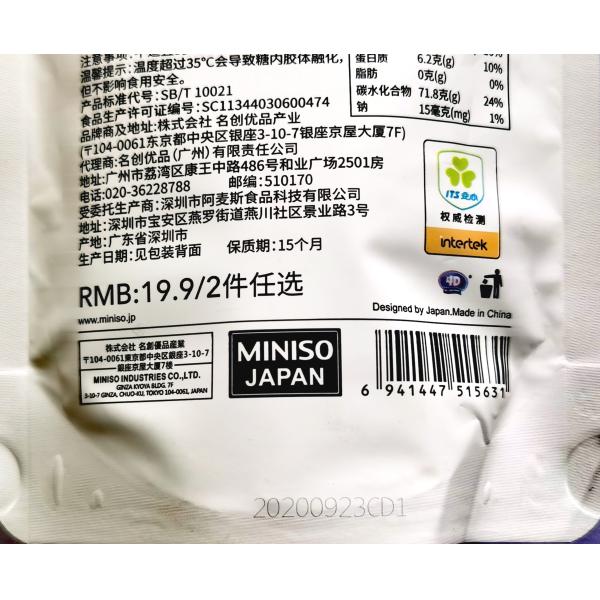 温馨提示：温度超过35℃会导致糖内胶体融化，
但不影响食用安全。
产品标准代号：SB/T 10021
食品生产许可证编号：SC11344030600474
品牌商及地址：株式会社 名创优品产业
(〒104-0061东京都中央区银座3-10-7银座京屋大厦7F)
代理商：名创优品(广州)有限责任公司
地址：广州市荔湾区康王中路486号和业广场2501房
电话：020-36228788 邮编：510170
受委托生产商：深圳市阿麦斯食品科技有限公司
地址：深圳市宝安区燕罗街道燕川社区景业路3号
产地：广东省深圳市
生产日期：见包装背面 保质期：15个月
蛋白质 6.2克(g) 10%
脂肪 0克(g) 0%
碳水化合物 71.8克(g) 24%
钠 15毫克(mg) 1%
ITS 安心
权威检测
intertek
4D
RMB:19.9/2件任选
www.miniso.jp
Designed by Japan.Made in China
株式会社 名創優品産業
〒104-0061東京都中央区銀座3-10-7
銀座京屋大厦7樓
MINISO INDUSTRIES CO.,LTD.
GINZA KYOYA BLDG. 7F
3-10-7 GINZA, CHUO-KU, TOKYO 104-0061, JAPAN
MINISO
JAPAN
6 941447 515631
20200923CD1